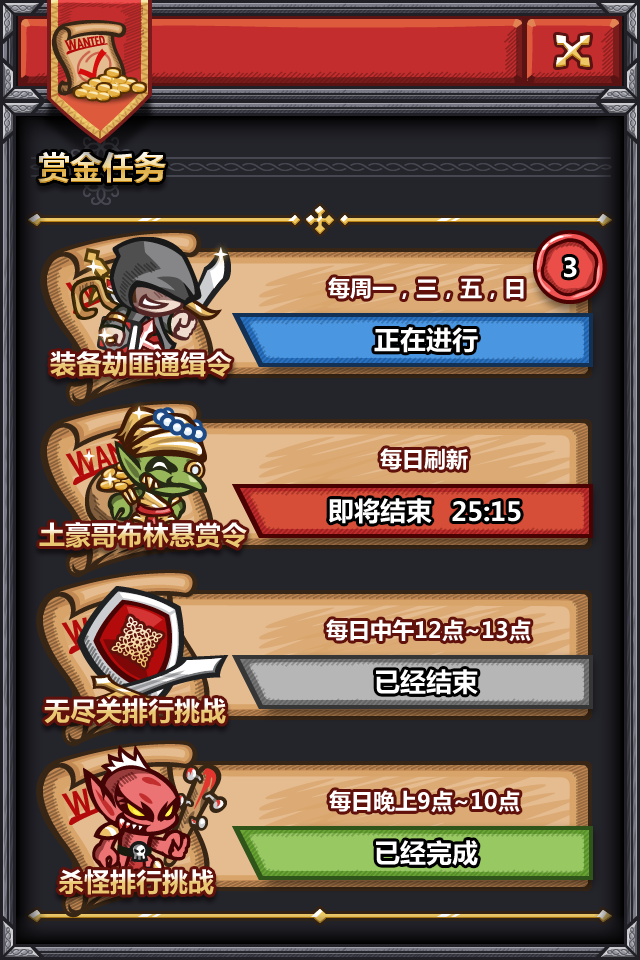 WANTED
赏金任务
3
每周一，三，五，日
正在进行
装备劫匪通缉令
WAN
每日刷新
即将结束 25:15
土豪哥布林悬赏令
每日中午12点~13点
已经结束
无尽关排行挑战
每日晚上9点~10点
已经完成
杀怪排行挑战